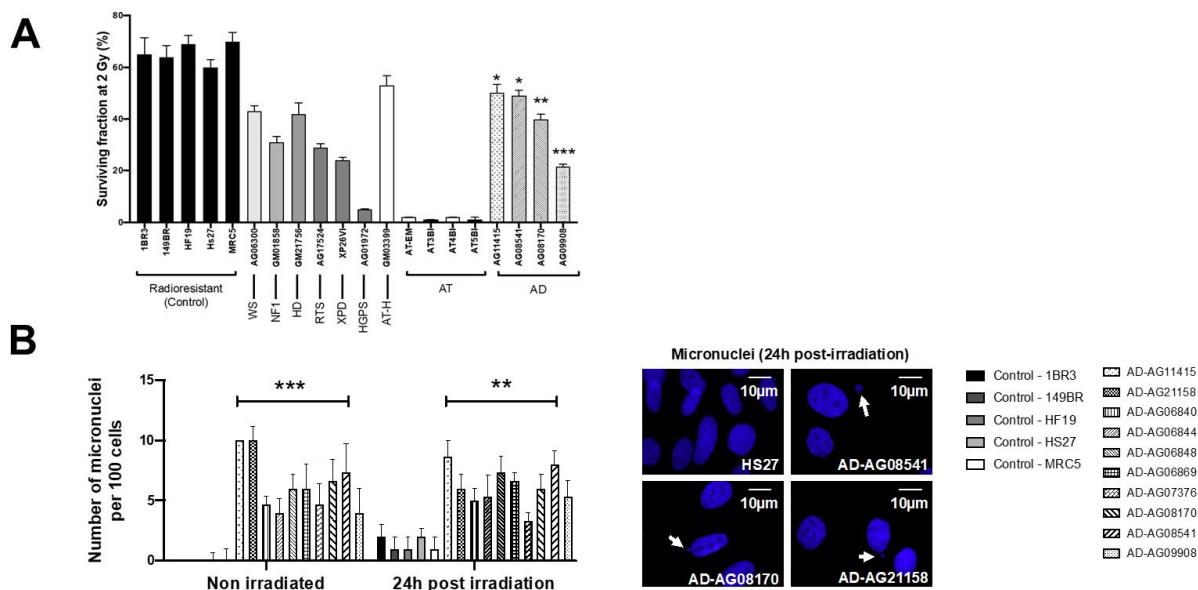 A
Surviving fraction at 2 Gy (%)
80
60
40
20
0
* * ** ***
1BR3 149BR HF19 Hs27 MRC5 AG06300 GM01858 GM21756 AG17524 XP26VI AG01972 GM03399 AT-EM AT3BI AT4BI AT5BI AG11415 AG08541 AG08170 AG09908
Radioresistant
(Control)
WS NF1 HD RTS XPD HGPS AT-H AT AD
B
Number of micronuclei
per 100 cells
15
10
5
0
*** **
Non irradiated 24h post irradiation
Micronuclei (24h post-irradiation)
10µm 10µm
HS27 AD-AG08541
10µm 10µm
AD-AG08170 AD-AG21158
Control - 1BR3
Control - 149BR
Control - HF19
Control - HS27
Control - MRC5
AD-AG11415
AD-AG21158
AD-AG06840
AD-AG06844
AD-AG06848
AD-AG06869
AD-AG07376
AD-AG08170
AD-AG08541
AD-AG09908